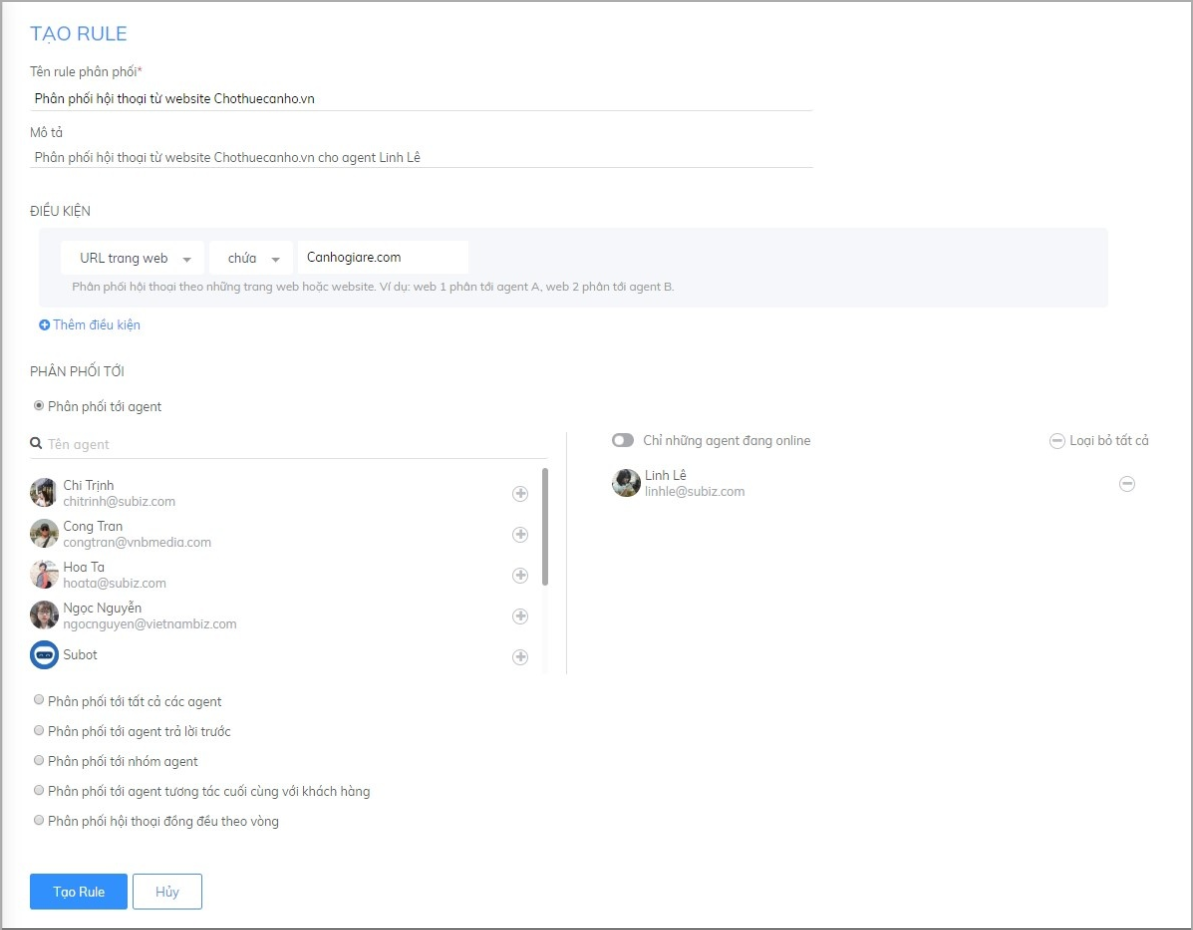 TẠO RULE
Tên rule phân phối*
Phân phối hội thoại từ website Chothuecanho.vn
Mô tả
Phân phối hội thoại từ website Chothuecanho.vn cho agent Linh Lê
ĐIỀU KIỆN
URL trang web chứa Canhogiare.com
Phân phối hội thoại theo những trang web hoặc website. Ví dụ: web 1 phân tới agent A, web 2 phân tới agent B.
Thêm điều kiện
PHÂN PHỐI TỚI
Phân phối tới agent
Tên agent
Chi Trịnh
chitrinh@subiz.com
Cong Tran
congtran@vnbmedia.com
Hoa Ta
hoata@subiz.com
Ngọc Nguyễn
ngocnguyen@vietnambiz.com
Subot
Chỉ những agent đang online
Loại bỏ tất cả
Linh Lê
linhle@subiz.com
Phân phối tới tất cả các agent
Phân phối tới agent trả lời trước
Phân phối tới nhóm agent
Phân phối tới agent tương tác cuối cùng với khách hàng
Phân phối hội thoại đồng đều theo vòng
Tạo Rule Hủy